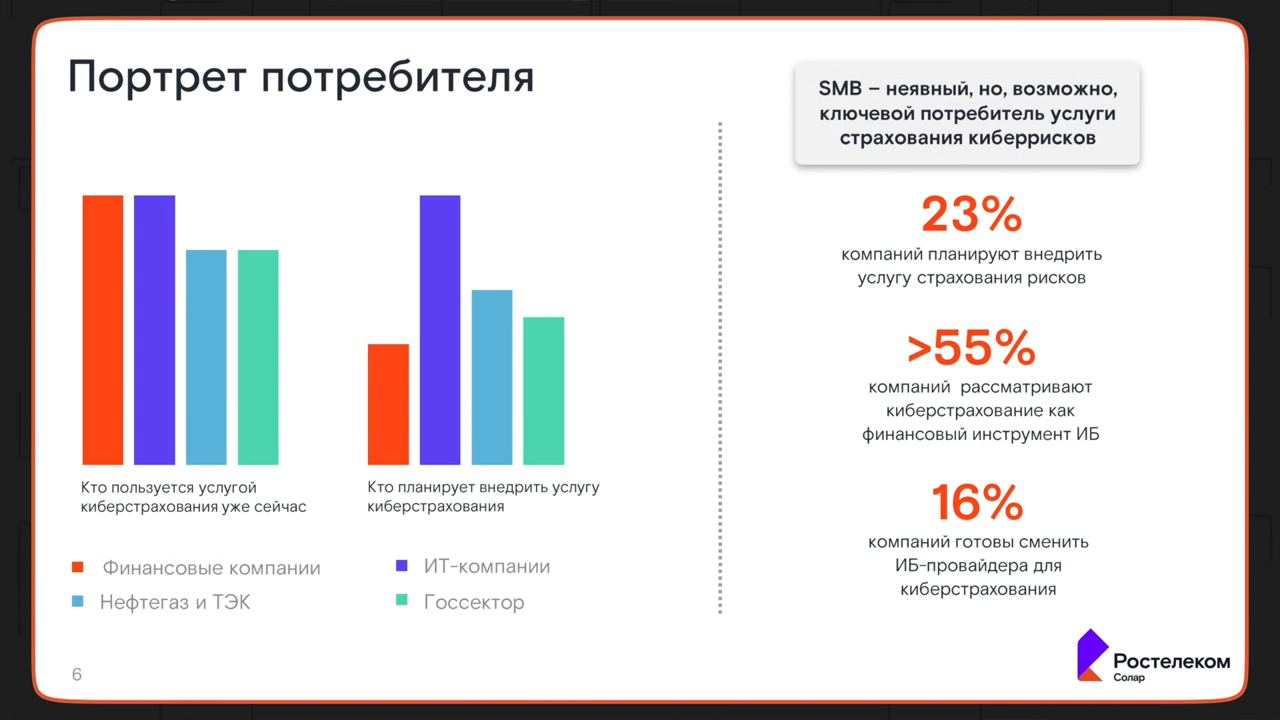 Портрет потребителя
Кто пользуется услугой
киберстрахования уже сейчас
Кто планирует внедрить услугу
киберстрахования
Финансовые компании
ИТ-компании
Нефтегаз и ТЭК
Госсектор
6
SMB – неявный, но, возможно,
ключевой потребитель услуги
страхования киберрисков
23%
компаний планируют внедрить
услугу страхования рисков
>55%
компаний рассматривают
киберстрахование как
финансовый инструмент ИБ
16%
компаний готовы сменить
ИБ-провайдера для
киберстрахования
Ростелеком
Солар